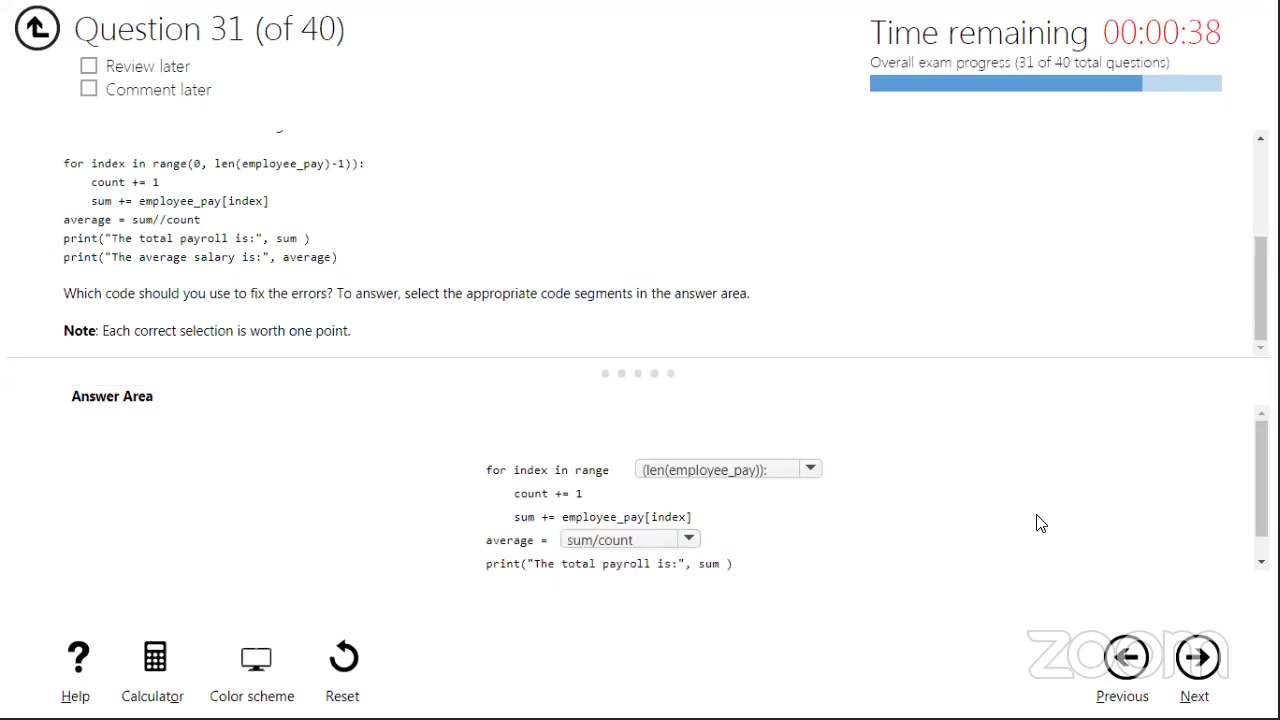 Question 31 (of 40)
Review later
Comment later
Time remaining 00:00:38
Overall exam progress (31 of 40 total questions)
for index in range(0, len(employee_pay)-1)):
count += 1
sum += employee_pay[index]
average = sum//count
print("The total payroll is:", sum )
print("The average salary is:", average)
Which code should you use to fix the errors? To answer, select the appropriate code segments in the answer area.
Note: Each correct selection is worth one point.
Answer Area
for index in range (len(employee_pay)):
count += 1
sum += employee_pay[index]
average = sum/count
print("The total payroll is:", sum )
Help
Calculator
Color scheme
Reset
zoom
Previous
Next